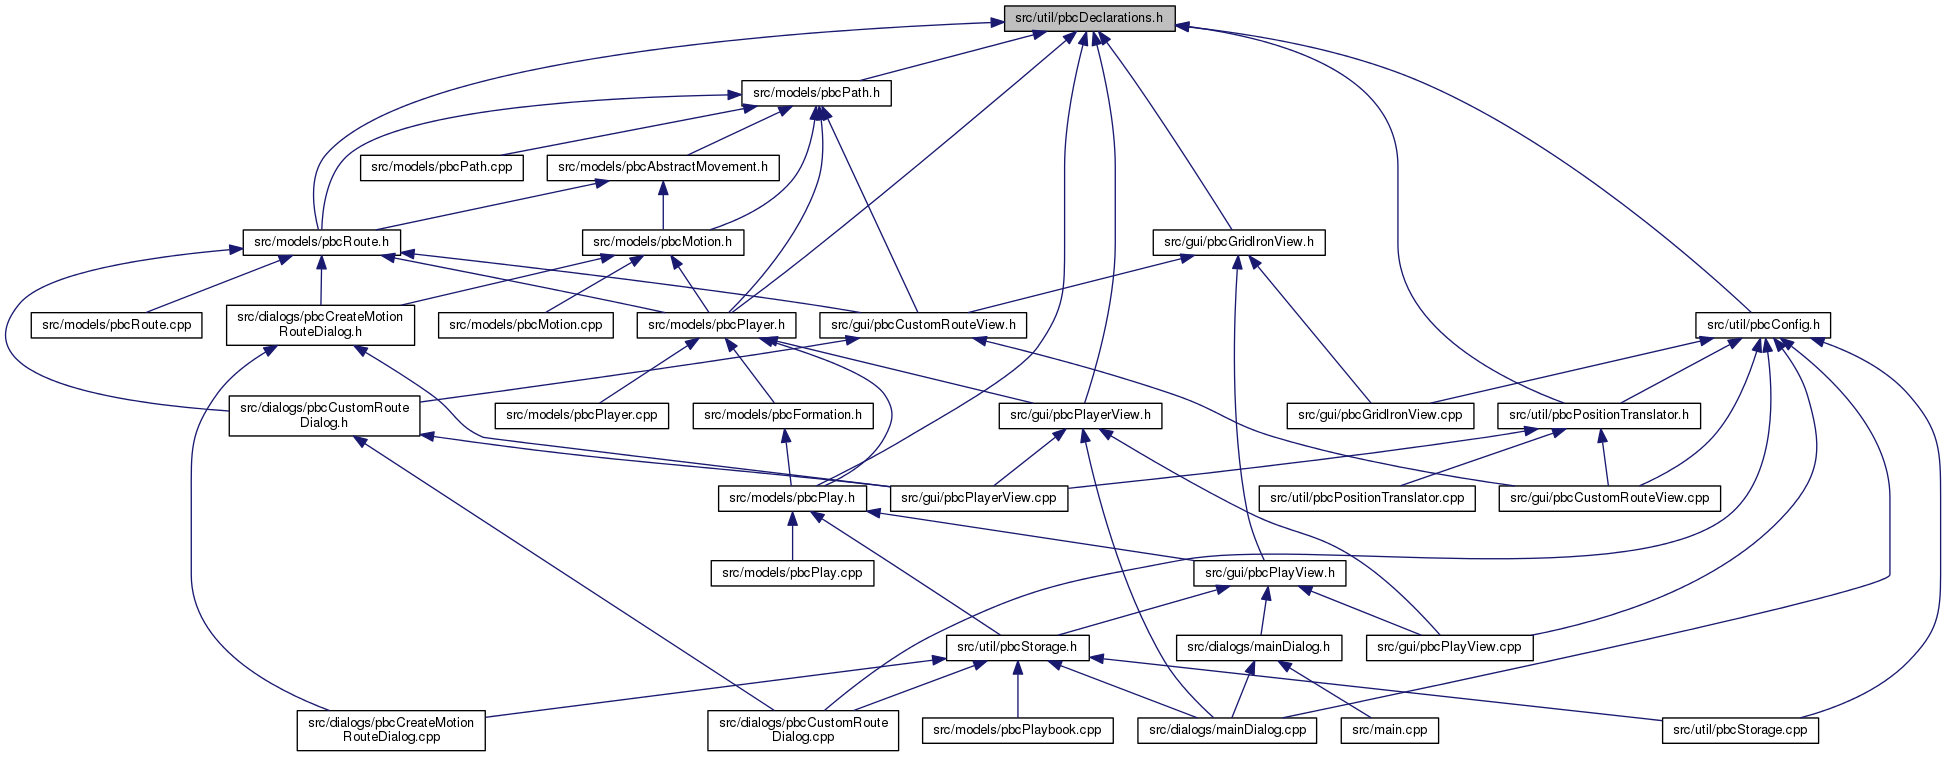 src/util/pbcDeclarations.h
src/models/pbcPath.h
src/models/pbcPath.cpp
src/models/pbcAbstractMovement.h
src/models/pbcRoute.h
src/models/pbcMotion.h
src/gui/pbcGridIronView.h
src/models/pbcRoute.cpp
src/dialogs/pbcCreateMotion
RouteDialog.h
src/models/pbcMotion.cpp
src/models/pbcPlayer.h
src/gui/pbcCustomRouteView.h
src/util/pbcConfig.h
src/dialogs/pbcCustomRoute
Dialog.h
src/models/pbcPlayer.cpp
src/models/pbcFormation.h
src/gui/pbcPlayerView.h
src/gui/pbcGridIronView.cpp
src/util/pbcPositionTranslator.h
src/models/pbcPlay.h
src/gui/pbcPlayerView.cpp
src/util/pbcPositionTranslator.cpp
src/gui/pbcCustomRouteView.cpp
src/models/pbcPlay.cpp
src/gui/pbcPlayView.h
src/util/pbcStorage.h
src/dialogs/mainDialog.h
src/gui/pbcPlayView.cpp
src/dialogs/pbcCreateMotion
RouteDialog.cpp
src/dialogs/pbcCustomRoute
Dialog.cpp
src/models/pbcPlaybook.cpp
src/dialogs/mainDialog.cpp
src/main.cpp
src/util/pbcStorage.cpp